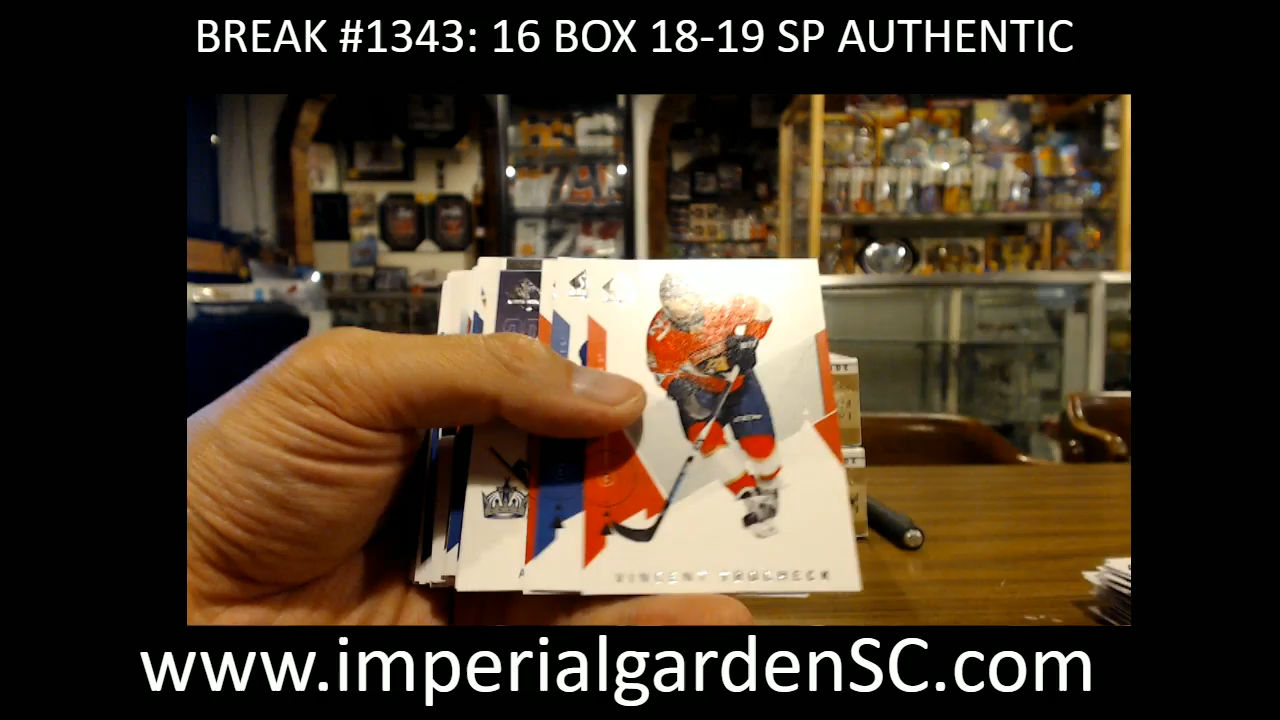 BREAK #1343: 16 BOX 18-19 SP AUTHENTIC
VINCENT TROCHECK
www.imperialgardenSC.com